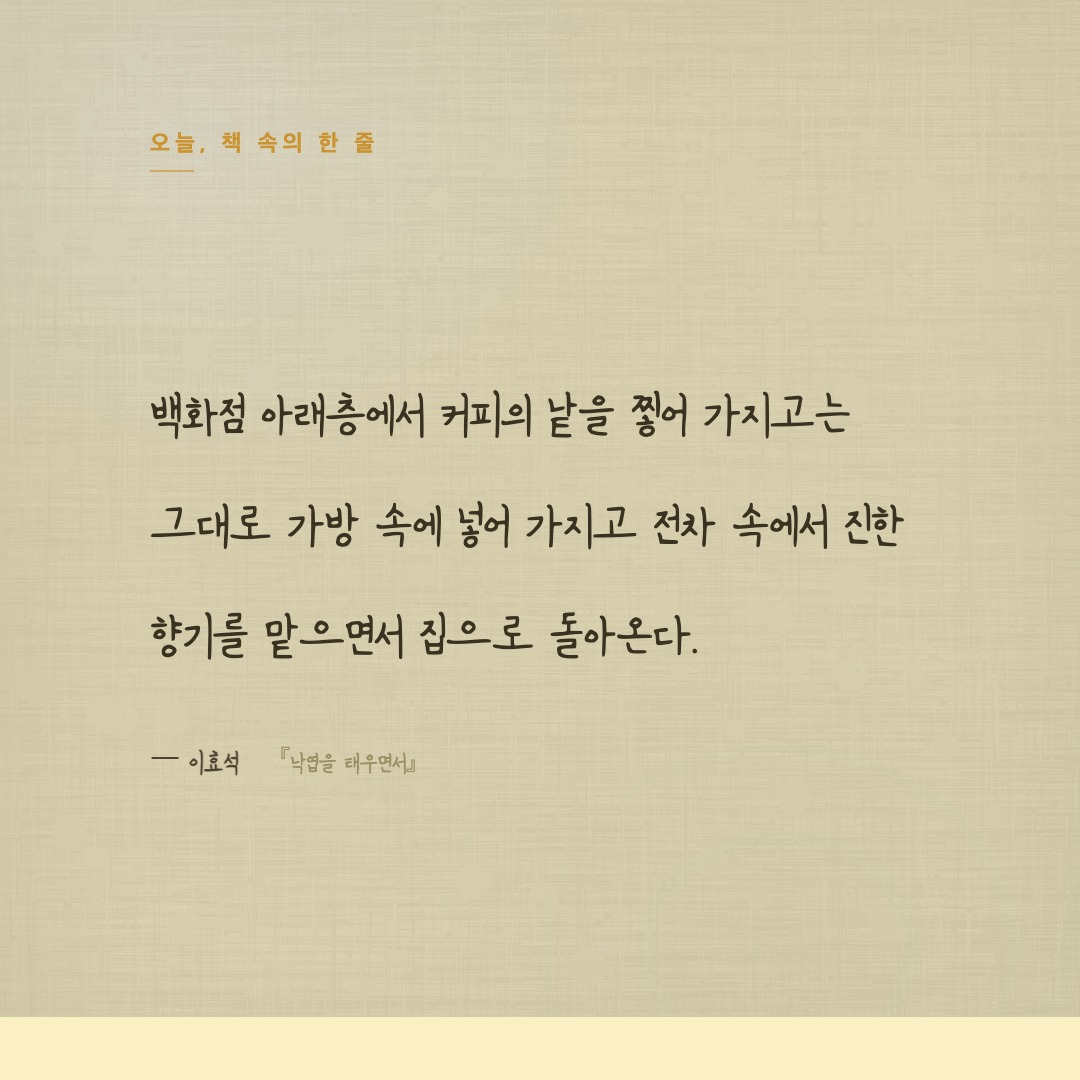 오늘, 책 속의 한 줄
백화점 아래층에서 커피의 낱을 찧어 가지고는
그대로 가방 속에 넣어 가지고 전차 속에서 진한
향기를 맡으면서 집으로 돌아온다.
— 이효석 『낙엽을 태우면서』